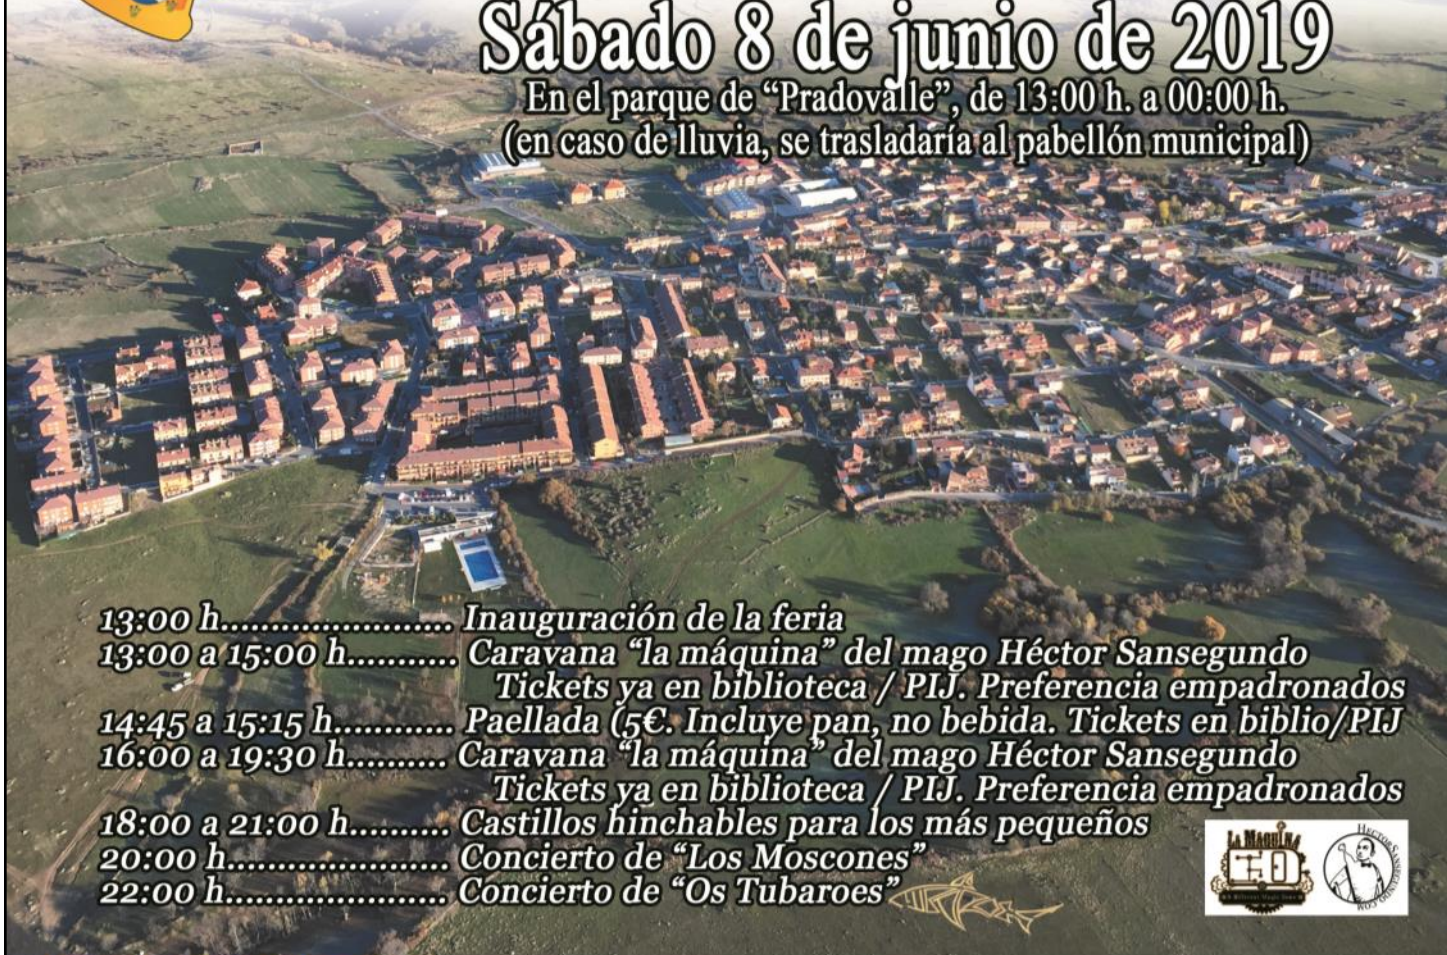 Sábado 8 de junio de 2019
En el parque de “Pradovalle”, de 13:00 h. a 00:00 h.
(en caso de lluvia, se trasladaría al pabellón municipal)
13:00 h....................... Inauguración de la feria
13:00 a 15:00 h........... Caravana “la máquina” del mago Héctor Sansegundo
Tickets ya en biblioteca / PIJ. Preferencia empadronados
14:45 a 15:15 h............ Paellada (5€. Incluye pan, no bebida. Tickets en biblio/PIJ
16:00 a 19:30 h.......... Caravana “la máquina” del mago Héctor Sansegundo
Tickets ya en biblioteca / PIJ. Preferencia empadronados
18:00 a 21:00 h.......... Castillos hinchables para los más pequeños
20:00 h...................... Concierto de “Los Moscones”
22:00 h...................... Concierto de “Os Tubaroes”
LA MAQUINA
HECTORSANSEGUNDO.COM